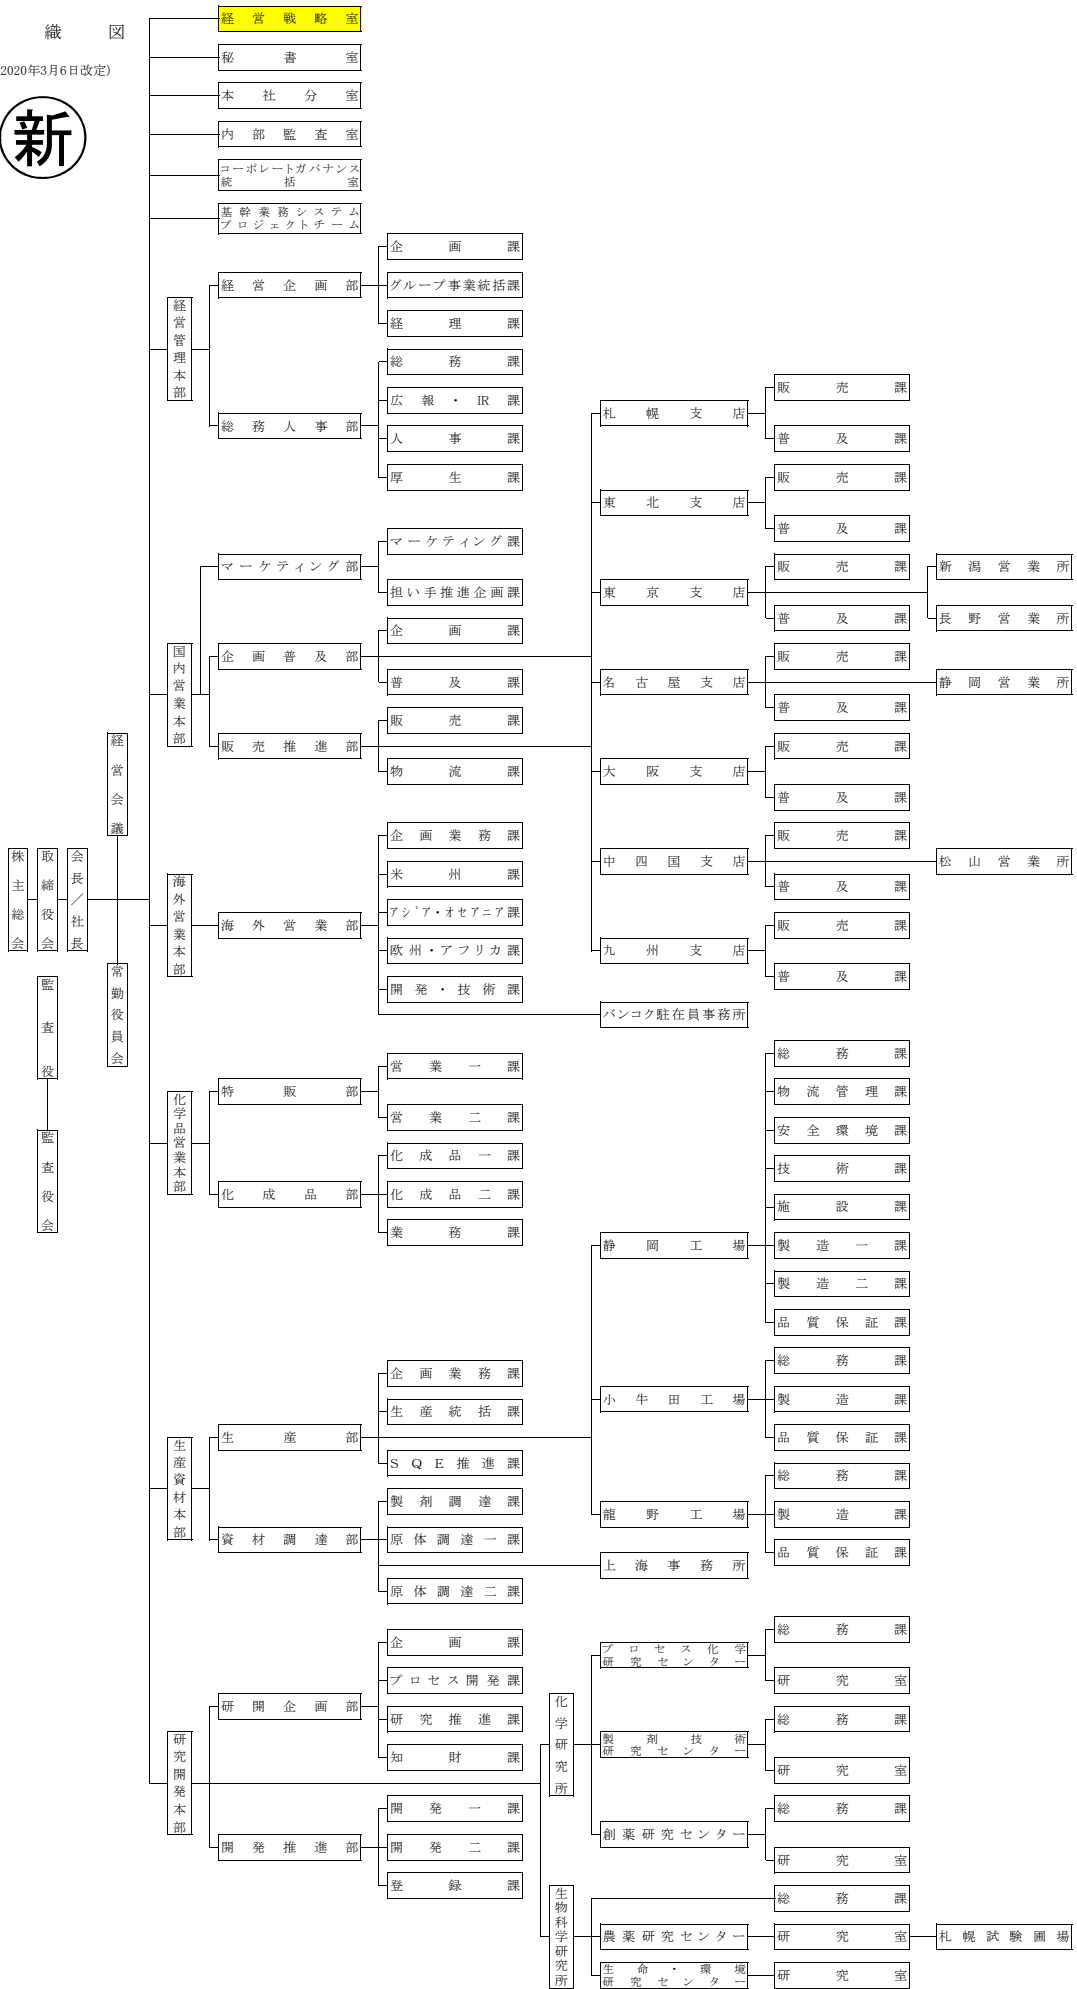 織 図
2020年3月6日改定)
新
経営戦略室
秘書室
本社分室
内部監査室
コーポレートガバナンス
統括室
基幹業務システム
プロジェクトチーム
株主総会
取締役会
会長／社長
監査役
監査役会
経営会議
常勤役員会
経営管理本部
経営企画部
企画課
グループ事業統括課
経理課
総務人事部
総務課
広報・IR課
人事課
厚生課
国内営業本部
マーケティング部
マーケティング課
担い手推進企画課
企画普及部
企画課
普及課
販売推進部
販売課
物流課
札幌支店
販売課
普及課
東北支店
販売課
普及課
東京支店
販売課
普及課
新潟営業所
長野営業所
名古屋支店
販売課
普及課
静岡営業所
大阪支店
販売課
普及課
中四国支店
販売課
普及課
松山営業所
九州支店
販売課
普及課
海外営業本部
海外営業部
企画業務課
米州課
アジア・オセアニア課
欧州・アフリカ課
開発・技術課
バンコク駐在員事務所
化学品営業本部
特販部
営業一課
営業二課
化成品部
化成品一課
化成品二課
業務課
生産資材本部
生産部
企画業務課
生産統括課
SQE推進課
静岡工場
総務課
物流管理課
安全環境課
技術課
施設課
製造一課
製造二課
品質保証課
小牛田工場
総務課
製造課
品質保証課
龍野工場
総務課
製造課
品質保証課
資材調達部
製剤調達課
原体調達一課
原体調達二課
上海事務所
研究開発本部
研開企画部
企画課
プロセス開発課
研究推進課
知財課
開発推進部
開発一課
開発二課
登録課
化学研究所
プロセス化学
研究センター
総務課
研究室
製剤技術
研究センター
総務課
研究室
創薬研究センター
総務課
研究室
生物科学研究所
総務課
農薬研究センター
研究室
札幌試験圃場
生命・環境
研究センター
研究室